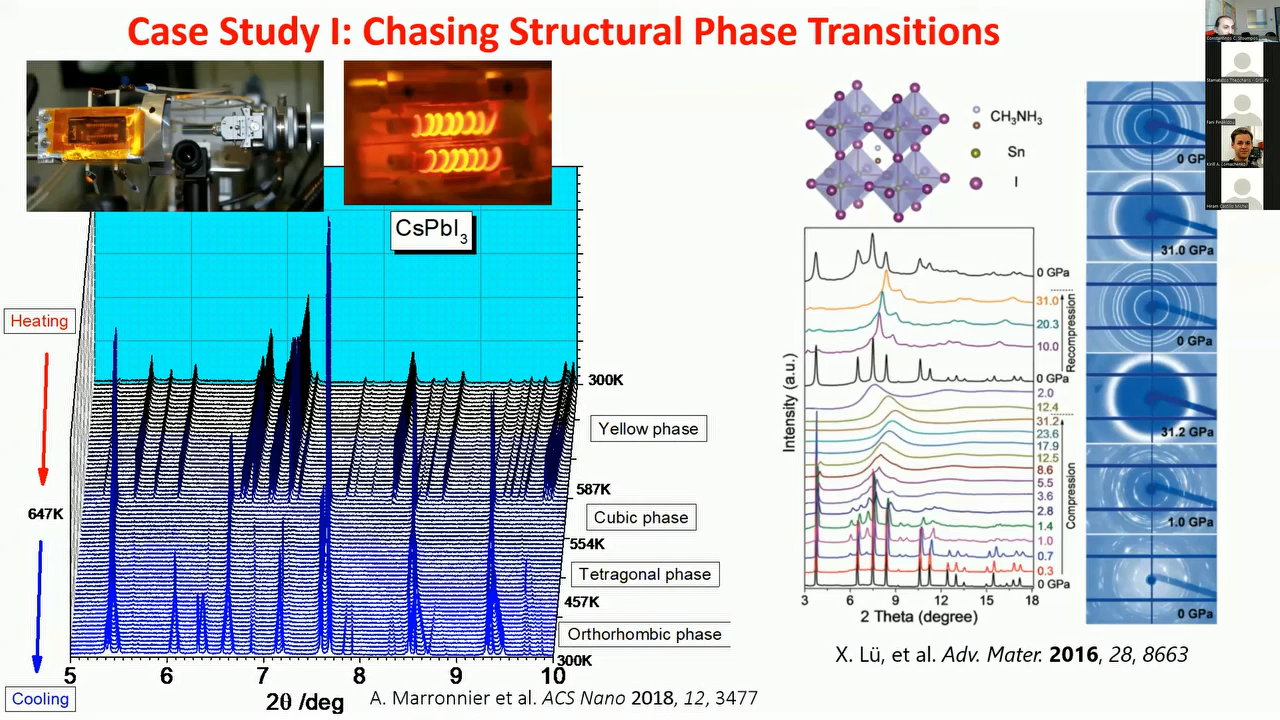 Case Study I: Chasing Structural Phase Transitions
CsPbI3
Heating
647K
Cooling
300K
Yellow phase
587K
Cubic phase
554K
Tetragonal phase
457K
Orthorhombic phase
300K
5 6 7 8 9 10
2θ /deg
A. Marronnier et al. ACS Nano 2018, 12, 3477
CH3NH3
Sn
I
0 GPa
31.0
20.3
10.0
0 GPa
2.0
12.4
31.2
23.6
17.9
12.5
8.6
5.5
3.6
2.8
1.4
1.0
0.7
0.3
0 GPa
Recompression
Compression
Intensity (a.u.)
3 6 9 12 15 18
2 Theta (degree)
0 GP
31.0 GPa
0 GPa
31.2 GPa
1.0 GPa
0 GPa
X. Lü, et al. Adv. Mater. 2016, 28, 8663
Constantinos C. Stoumpos
Kirill A. Lomachenko